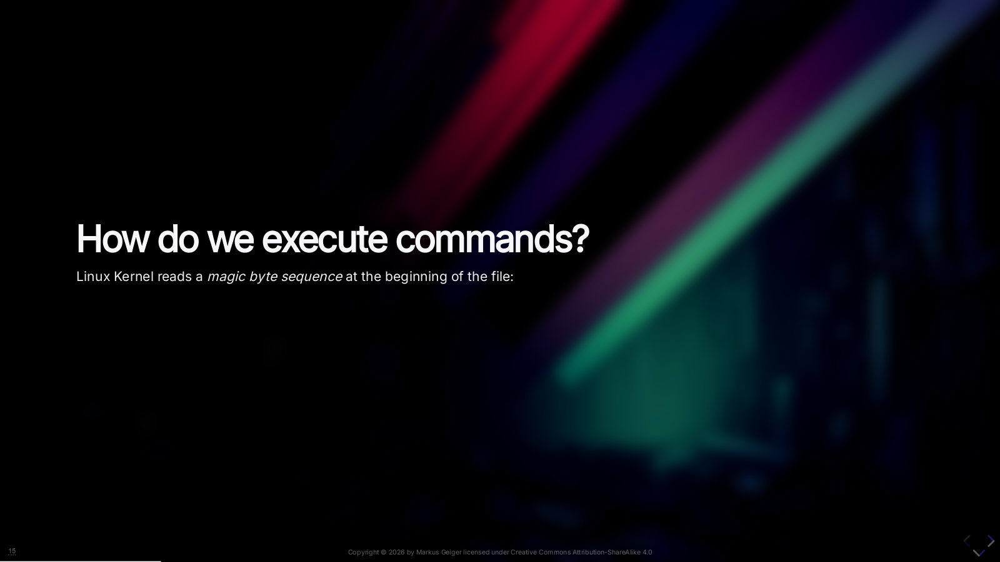 How do we execute commands?
Linux Kernel reads a magic byte sequence at the beginning of the file:
15
Copyright © 2026 by Markus Geiger licensed under Creative Commons Attribution-ShareAlike 4.0